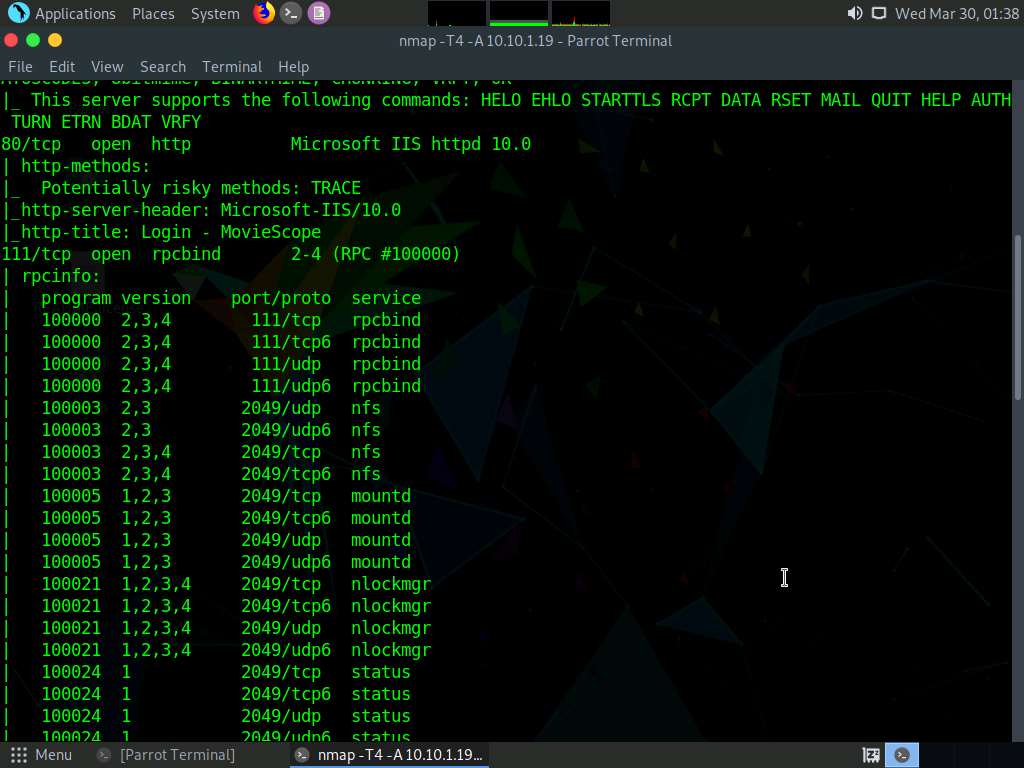 Applications Places System Wed Mar 30, 01:38
nmap -T4 -A 10.10.1.19 - Parrot Terminal
File Edit View Search Terminal Help
|_ This server supports the following commands: HELO EHLO STARTTLS RCPT DATA RSET MAIL QUIT HELP AUTH
TURN ETRN BDAT VRFY
80/tcp   open  http          Microsoft IIS httpd 10.0
| http-methods:
|_  Potentially risky methods: TRACE
|_http-server-header: Microsoft-IIS/10.0
|_http-title: Login - MovieScope
111/tcp  open  rpcbind       2-4 (RPC #100000)
| rpcinfo:
|   program version    port/proto  service
|   100000  2,3,4        111/tcp   rpcbind
|   100000  2,3,4        111/tcp6  rpcbind
|   100000  2,3,4        111/udp   rpcbind
|   100000  2,3,4        111/udp6  rpcbind
|   100003  2,3         2049/udp   nfs
|   100003  2,3         2049/udp6  nfs
|   100003  2,3,4       2049/tcp   nfs
|   100003  2,3,4       2049/tcp6  nfs
|   100005  1,2,3       2049/tcp   mountd
|   100005  1,2,3       2049/tcp6  mountd
|   100005  1,2,3       2049/udp   mountd
|   100005  1,2,3       2049/udp6  mountd
|   100021  1,2,3,4     2049/tcp   nlockmgr
|   100021  1,2,3,4     2049/tcp6  nlockmgr
|   100021  1,2,3,4     2049/udp   nlockmgr
|   100021  1,2,3,4     2049/udp6  nlockmgr
|   100024  1           2049/tcp   status
|   100024  1           2049/tcp6  status
|   100024  1           2049/udp   status
|   100024  1           2049/udp6  status
Menu [Parrot Terminal] nmap -T4 -A 10.10.1.19...